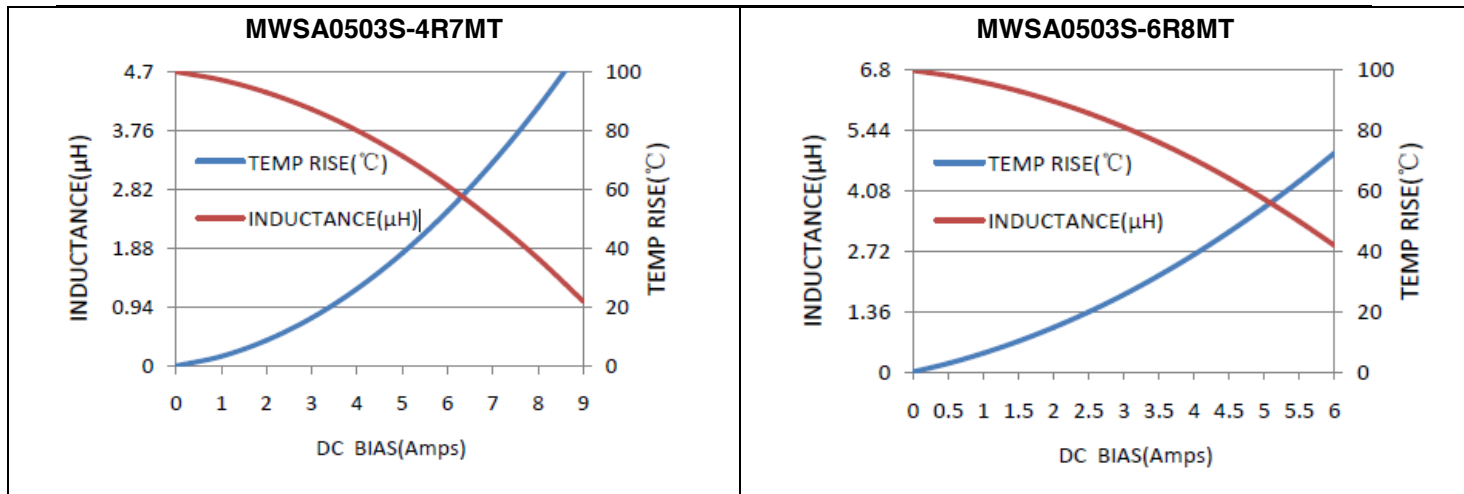 MWSA0503S-4R7MT
4.7
3.76
2.82
1.88
0.94
0
INDUCTANCE(μH)
TEMP RISE(℃)
INDUCTANCE(μH)
100
80
60
40
20
0
TEMP RISE(℃)
0 1 2 3 4 5 6 7 8 9
DC BIAS(Amps)
MWSA0503S-6R8MT
6.8
5.44
4.08
2.72
1.36
0
INDUCTANCE(μH)
TEMP RISE(℃)
INDUCTANCE(μH)
100
80
60
40
20
0
TEMP RISE(℃)
0 0.5 1 1.5 2 2.5 3 3.5 4 4.5 5 5.5 6
DC BIAS(Amps)